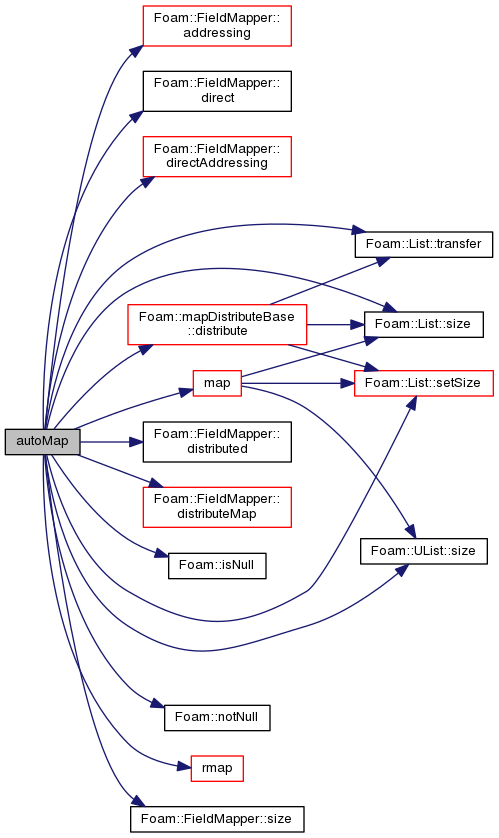 Foam::FieldMapper::
addressing
Foam::FieldMapper::
direct
Foam::FieldMapper::
directAddressing
Foam::List::transfer
Foam::mapDistributeBase
::distribute
Foam::List::size
map
Foam::List::setSize
autoMap
Foam::FieldMapper::
distributed
Foam::FieldMapper::
distributeMap
Foam::UList::size
Foam::isNull
Foam::notNull
rmap
Foam::FieldMapper::size